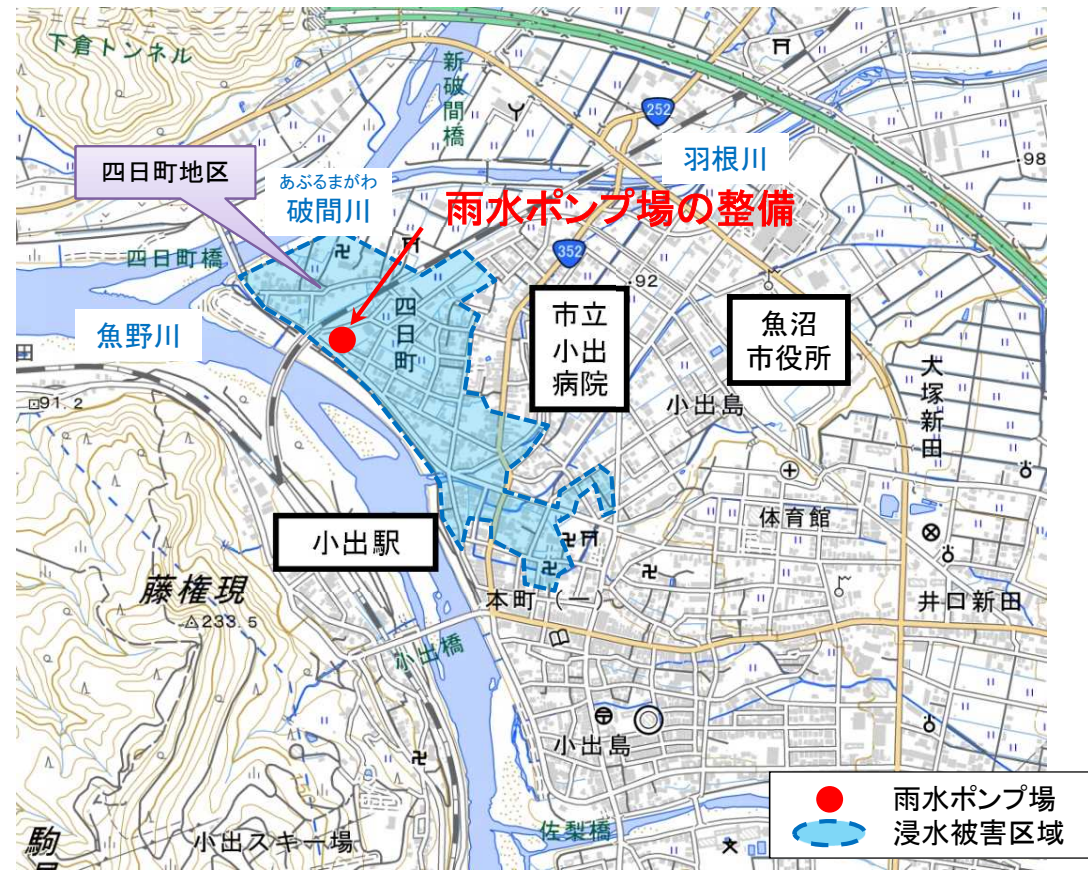 下倉トンネル
新破間橋
252
羽根川
98
四日町地区
あぶるまがわ
破間川
雨水ポンプ場の整備
四日町橋
352
92
四日町
市立
小出
病院
魚沼
市役所
魚野川
田
91.2
小出島
大塚新田
体育館
小出駅
藤権現
233.5
本町(一)
井口新田
小出橋
小出島
雨水ポンプ場
浸水被害区域
佐梨橋
小出スキー場
駒